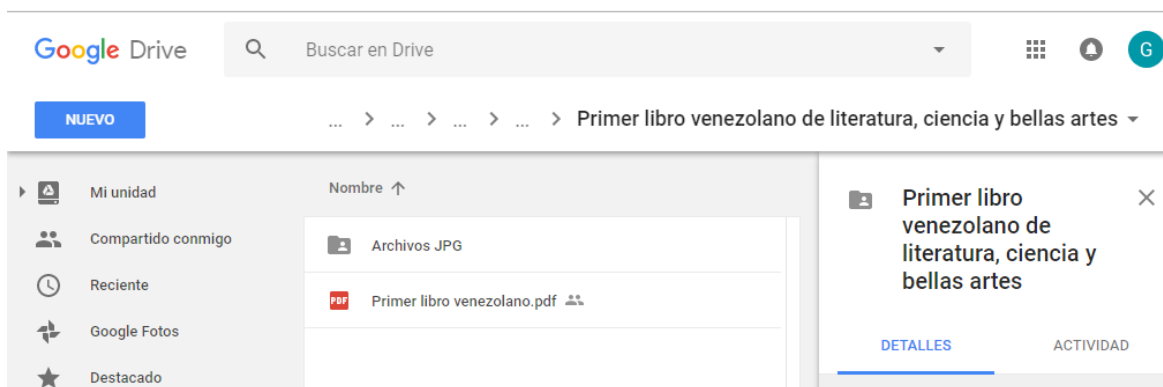 Google Drive
Buscar en Drive
G
NUEVO
... > ... > ... > ... > Primer libro venezolano de literatura, ciencia y bellas artes
Mi unidad
Compartido conmigo
Reciente
Google Fotos
Destacado
Nombre
Archivos JPG
PDF
Primer libro venezolano.pdf
Primer libro
venezolano de
literatura, ciencia y
bellas artes
DETALLES
ACTIVIDAD